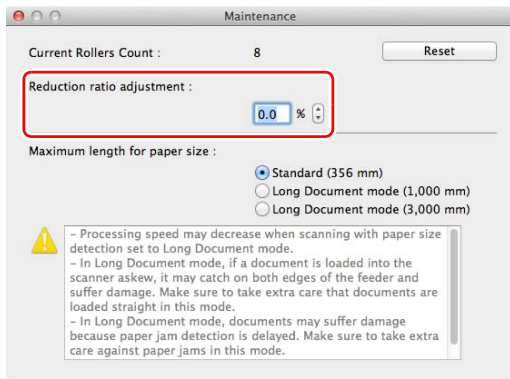 Maintenance
Current Rollers Count : 8 Reset
Reduction ratio adjustment :
0.0 %
Maximum length for paper size :
Standard (356 mm)
Long Document mode (1,000 mm)
Long Document mode (3,000 mm)
– Processing speed may decrease when scanning with paper size
detection set to Long Document mode.
– In Long Document mode, if a document is loaded into the
scanner askew, it may catch on both edges of the feeder and
suffer damage. Make sure to take extra care that documents are
loaded straight in this mode.
– In Long Document mode, documents may suffer damage
because paper jam detection is delayed. Make sure to take extra
care against paper jams in this mode.